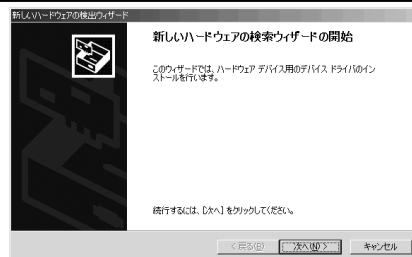 新しいハードウェアの検出ウィザード
新しいハードウェアの検索ウィザードの開始
このウィザードでは、ハードウェア デバイス用のデバイス ドライバのイン
ストールを行います。
続行するには、[次へ] をクリックしてください。
< 戻る(B)
次へ(N) >
キャンセル